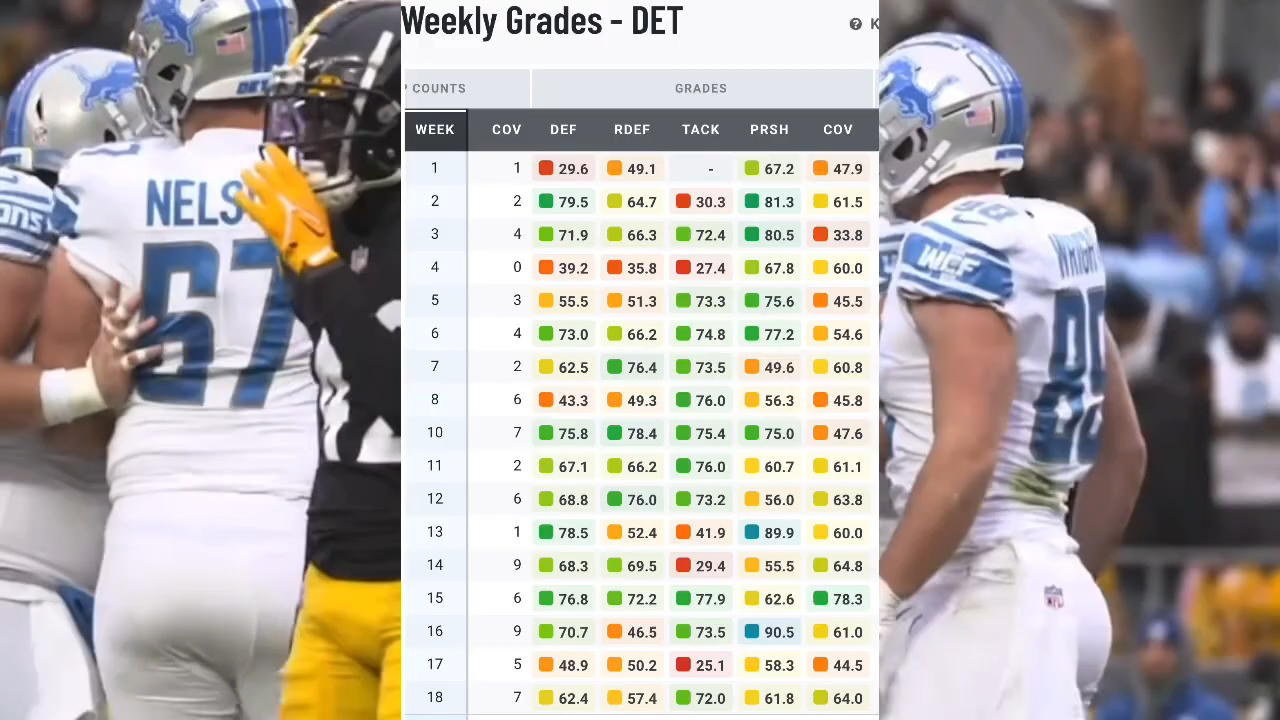 Weekly Grades - DET
K
COUNTS GRADES
WEEK COV DEF RDEF TACK PRSH COV
1 1 29.6 49.1 - 67.2 47.9
2 2 79.5 64.7 30.3 81.3 61.5
3 4 71.9 66.3 72.4 80.5 33.8
4 0 39.2 35.8 27.4 67.8 60.0
5 3 55.5 51.3 73.3 75.6 45.5
6 4 73.0 66.2 74.8 77.2 54.6
7 2 62.5 76.4 73.5 49.6 60.8
8 6 43.3 49.3 76.0 56.3 45.8
10 7 75.8 78.4 75.4 75.0 47.6
11 2 67.1 66.2 76.0 60.7 61.1
12 6 68.8 76.0 73.2 56.0 63.8
13 1 78.5 52.4 41.9 89.9 60.0
14 9 68.3 69.5 29.4 55.5 64.8
15 6 76.8 72.2 77.9 62.6 78.3
16 9 70.7 46.5 73.5 90.5 61.0
17 5 48.9 50.2 25.1 58.3 44.5
18 7 62.4 57.4 72.0 61.8 64.0
NELS
67
WCF
WRIGHT